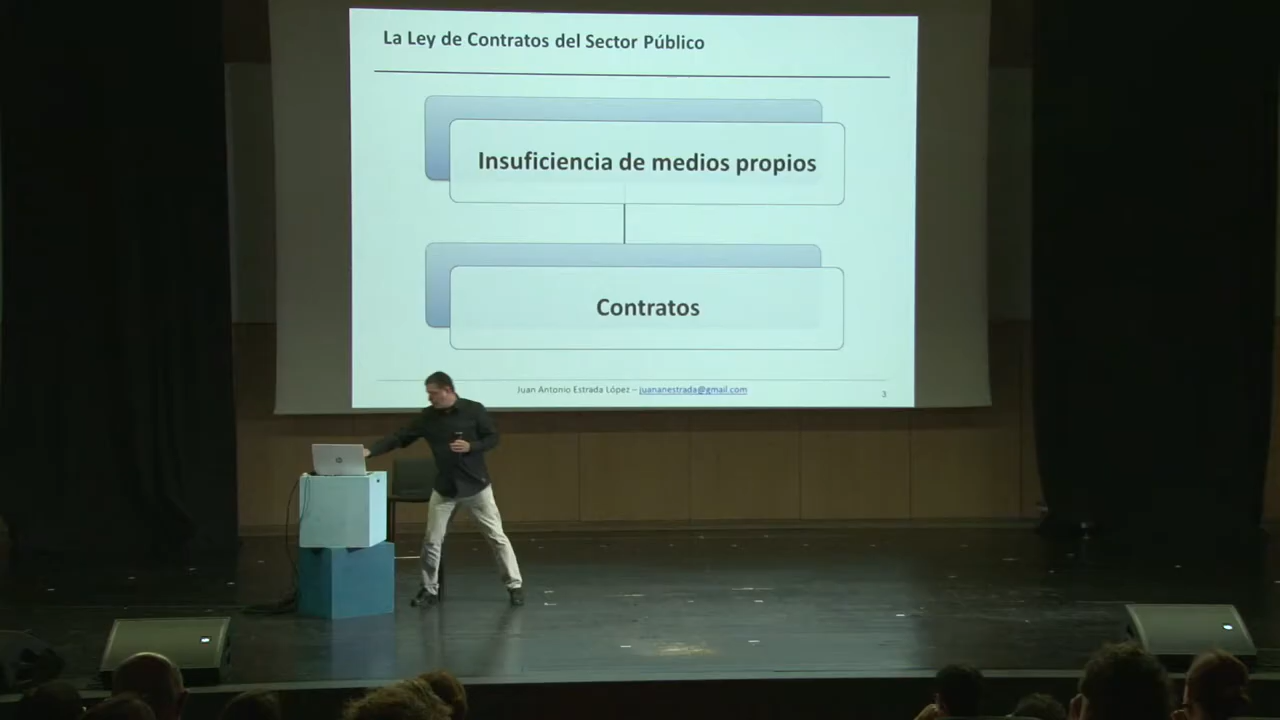 La Ley de Contratos del Sector Público
Insuficiencia de medios propios
Contratos
Juan Antonio Estrada López – juananestrada@gmail.com
3